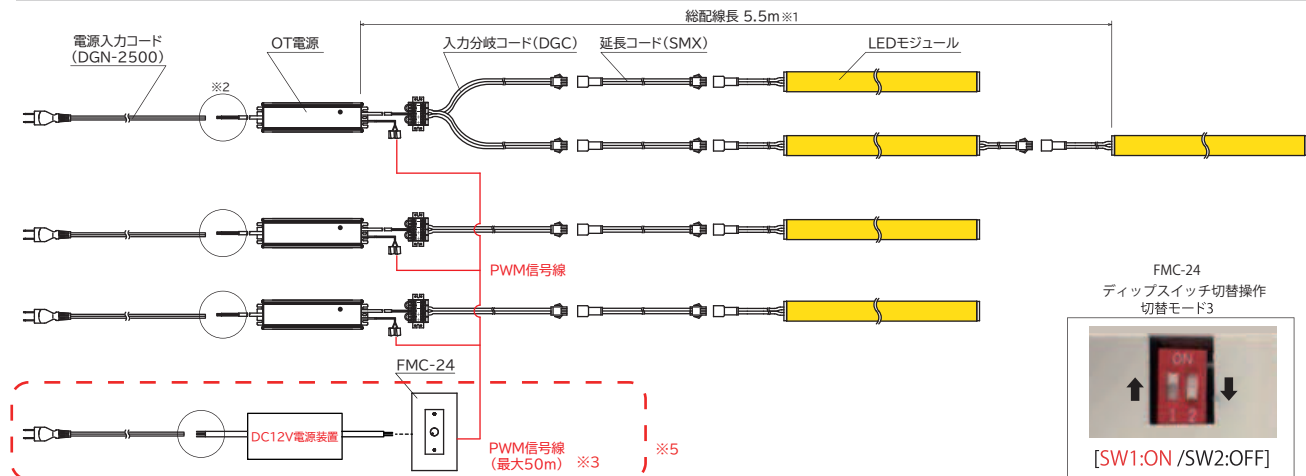 総配線長 5.5m※1
電源入力コード
(DGN-2500)
OT電源
入力分岐コード(DGC)
延長コード(SMX)
LEDモジュール
※2
PWM信号線
FMC-24
ディップスイッチ切替操作
切替モード3
ON
1 2
[SW1:ON /SW2:OFF]
FMC-24
DC12V電源装置
PWM信号線
(最大50m) ※3
※5